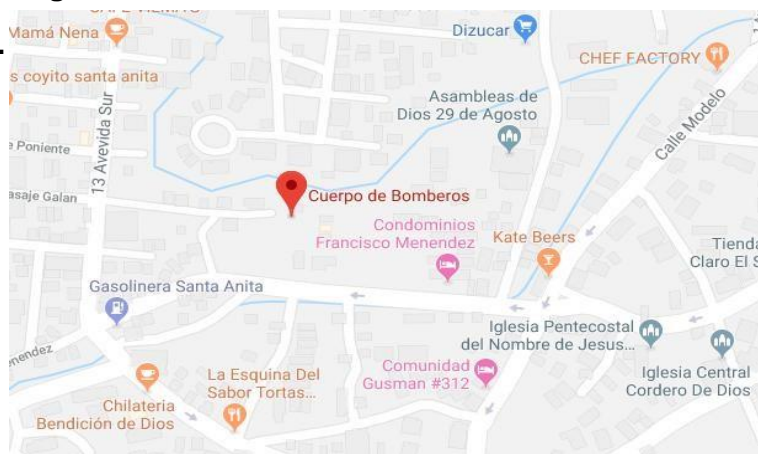 Mamá Nena
Dizucar
CHEF FACTORY
s coyito santa anita
Asambleas de
Dios 29 de Agosto
Calle Modelo
13 Avevida Sur
e Poniente
asaje Galan
Cuerpo de Bomberos
Condominios
Francisco Menendez
Kate Beers
Tienda
Claro El S
Gasolinera Santa Anita
Iglesia Pentecostal
del Nombre de Jesus...
enendez
La Esquina Del
Sabor Tortas...
Comunidad
Gusman #312
Iglesia Central
Cordero De Dios
Chilateria
Bendición de Dios